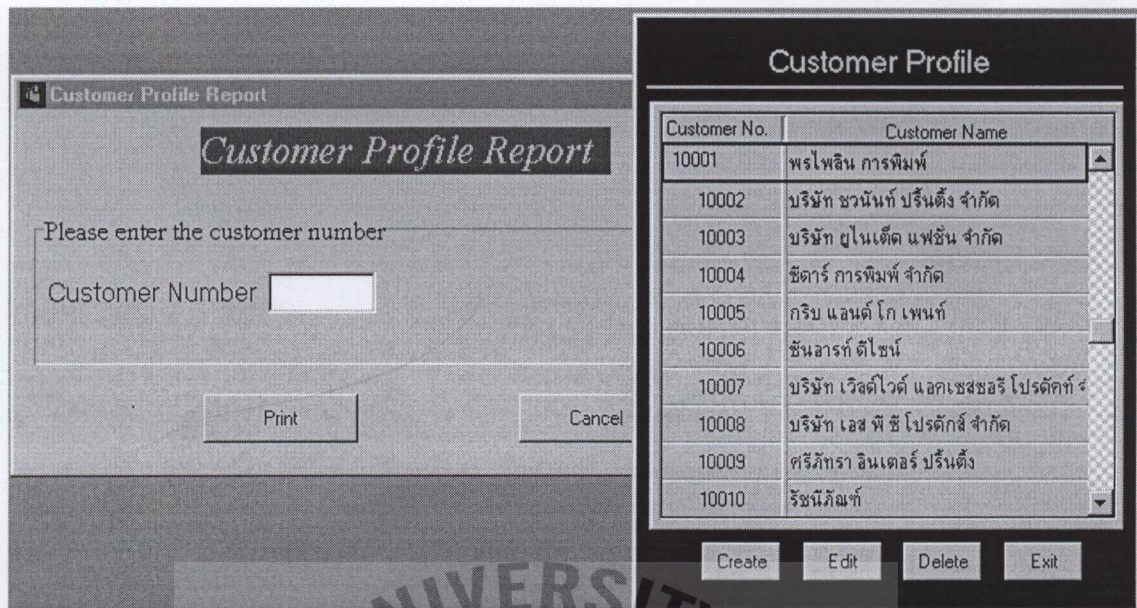 Customer Profile Report
Customer Profile Report
Please enter the customer number
Customer Number
Print Cancel
Customer Profile
Customer No. Customer Name
10001 พรไพลิน การพิมพ์
10002 บริษัท ชวนันท์ ปริ้นติ้ง จำกัด
10003 บริษัท ยูไนเต็ด แฟชั่น จำกัด
10004 ซีดาร์ การพิมพ์ จำกัด
10005 กริบ แอนด์ โก เพนท์
10006 ซันอารท์ ดีไซน์
10007 บริษัท เวิลด์ไวด์ แอคเซสซอรี โปรดักท์
10008 บริษัท เอส พี ซี โปรดักส์ จำกัด
10009 ศรีภัทรา อินเตอร์ ปริ้นติ้ง
10010 รัชนีภัณฑ์
Create Edit Delete Exit
UNIVERSITY